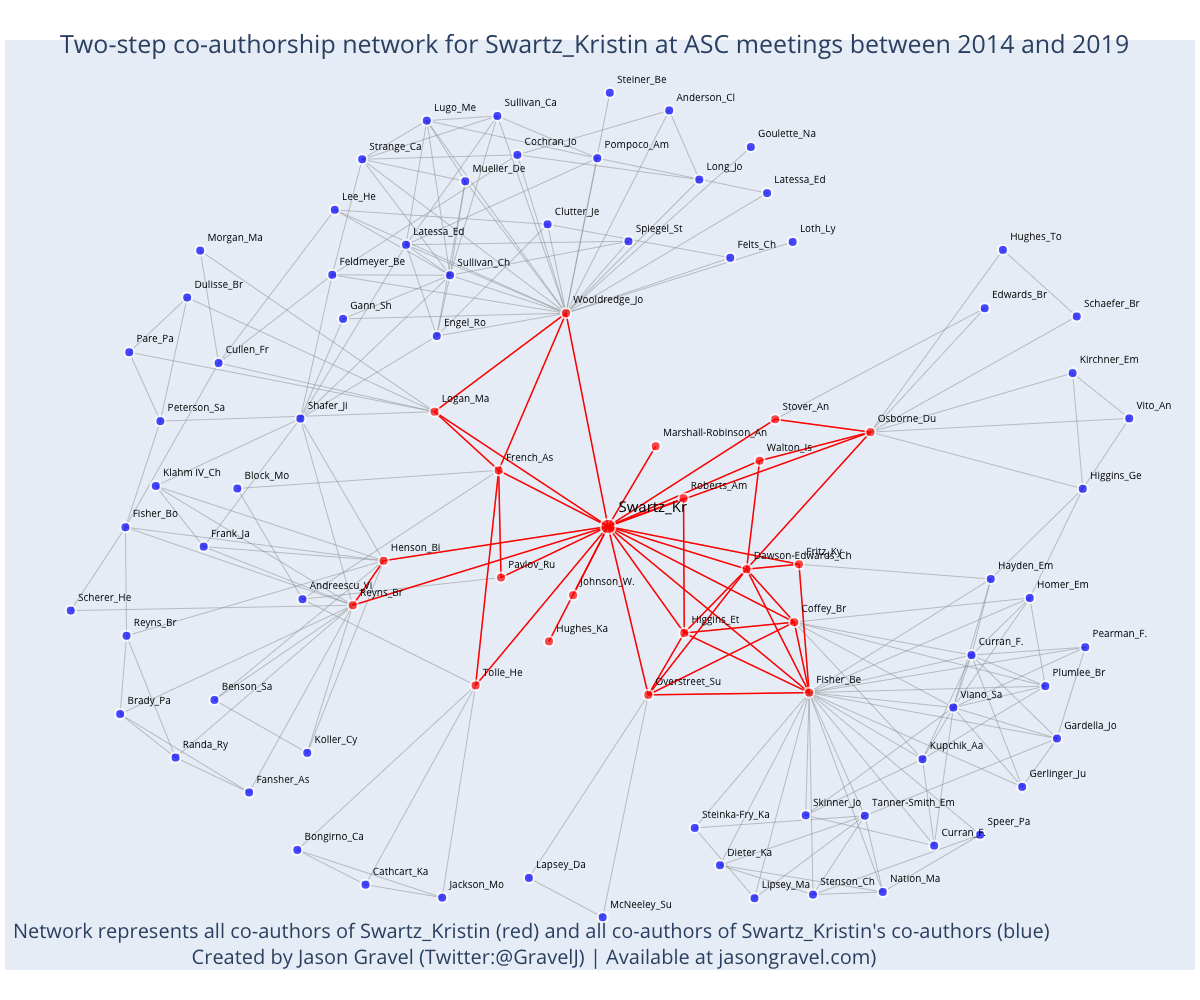 Two-step co-authorship network for Swartz_Kristin at ASC meetings between 2014 and 2019
Steiner_Be
Anderson_Cl
Sullivan_Ca
Lugo_Me
Goulette_Na
Cochran_Jo
Pompoco_Am
Strange_Ca
Mueller_De
Long_Jo
Latessa_Ed
Lee_He
Clutter_Je
Latessa_Ed
Spiegel_St
Loth_Ly
Morgan_Ma
Felts_Ch
Hughes_To
Feldmeyer_Be
Sullivan_Ch
Dulisse_Br
Wooldredge_Jo
Edwards_Br
Schaefer_Br
Gann_Sh
Engel_Ro
Pare_Pa
Cullen_Fr
Kirchner_Em
Logan_Ma
Peterson_Sa
Shafer_Ji
Stover_An
Osborne_Du
Vito_An
Marshall-Robinson_An
Walton_Is
French_As
Klahm IV_Ch
Block_Mo
Roberts_Am
Higgins_Ge
Swartz_Kr
Fisher_Bo
Frank_Ja
Henson_Bi
Pavlov_Ru
Dawson-Edwards_Ch
Fritz_Ky
Hayden_Em
Johnson_W.
Andreescu_Vi
Reyns_Br
Homer_Em
Scherer_He
Coffey_Br
Reyns_Br
Hughes_Ka
Higgins_Et
Curran_F.
Pearman_F.
Tolle_He
Overstreet_Su
Fisher_Be
Plumlee_Br
Benson_Sa
Brady_Pa
Viano_Sa
Gardella_Jo
Randa_Ry
Koller_Cy
Kupchik_Aa
Fansher_As
Gerlinger_Ju
Skinner_Jo
Tanner-Smith_Em
Steinka-Fry_Ka
Speer_Pa
Bongirno_Ca
Curran_F.
Dieter_Ka
Cathcart_Ka
Lapsey_Da
Jackson_Mo
Lipsey_Ma
Stenson_Ch
Nation_Ma
McNeeley_Su
Network represents all co-authors of Swartz_Kristin (red) and all co-authors of Swartz_Kristin's co-authors (blue)
Created by Jason Gravel (Twitter:@GravelJ) | Available at jasongravel.com)